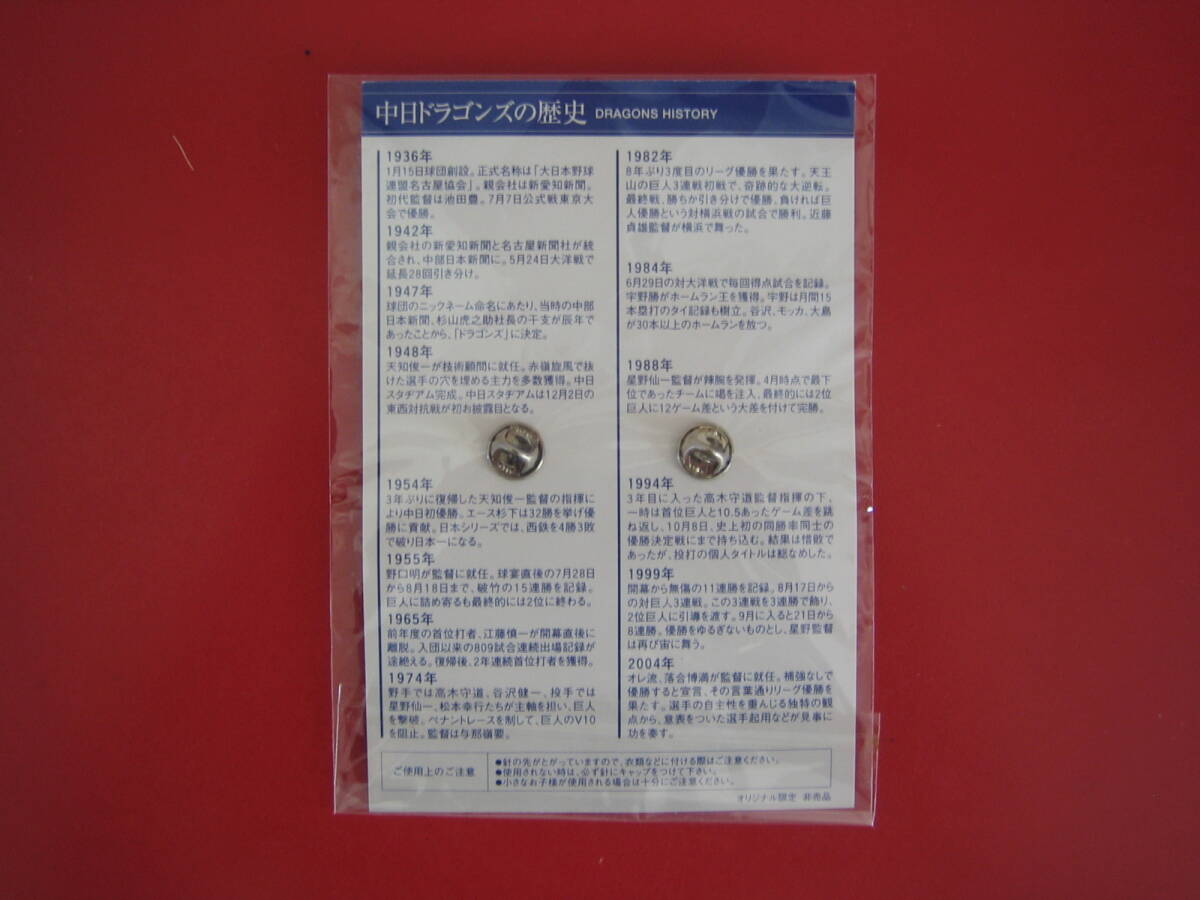 中日ドラゴンズの歴史 DRAGONS HISTORY
1936年
1月15日球団創設。正式名称は「大日本野球
連盟名古屋協会」。親会社は新愛知新聞。
初代監督は池田豊。7月7日公式戦東京大
会で優勝。
1942年
親会社の新愛知新聞と名古屋新聞社が統
合され、中部日本新聞に。5月24日大洋戦で
延長28回引き分け。
1947年
球団のニックネーム命名にあたり、当時の中部
日本新聞、杉山虎之助社長の干支が辰年で
あったことから、「ドラゴンズ」に決定。
1948年
天知俊一が技術顧問に就任。赤嶺旋風で抜
けた選手の穴を埋める主力を多数獲得。中日
スタヂアム完成。中日スタヂアムは12月2日の
東西対抗戦が初お披露目となる。
1954年
3年ぶりに復帰した天知俊一監督の指揮に
より中日初優勝。エース杉下は32勝を挙げ優
勝に貢献。日本シリーズでは、西鉄を4勝3敗
で破り日本一になる。
1955年
野口明が監督に就任。球宴直後の7月28日
から8月18日まで、破竹の15連勝を記録。
巨人に詰め寄るも最終的には2位に終わる。
1965年
前年度の首位打者、江藤慎一が開幕直後に
離脱。入団以来の809試合連続出場記録が
途絶える。復帰後、2年連続首位打者を獲得。
1974年
野手では高木守道、谷沢健一、投手では
星野仙一、松本幸行たちが主軸を担い、巨人
を撃破。ペナントレースを制して、巨人のV10
を阻止。監督は与那嶺要。
1982年
8年ぶり3度目のリーグ優勝を果たす。天王
山の巨人3連戦初戦で、奇跡的な大逆転。
最終戦、勝ちか引き分けで優勝、負ければ巨
人優勝という対横浜戦の試合で勝利。近藤
貞雄監督が横浜で舞った。
1984年
6月29日の対大洋戦で毎回得点試合を記録。
宇野勝がホームラン王を獲得。宇野は月間15
本塁打のタイ記録も樹立。谷沢、モッカ、大島
が30本以上のホームランを放つ。
1988年
星野仙一監督が辣腕を発揮。4月時点で最下
位であったチームに喝を注入、最終的には2位
巨人に12ゲーム差という大差を付けて完勝。
1994年
3年目に入った高木守道監督指揮の下、
一時は首位巨人と10.5あったゲーム差を跳
ね返し、10月8日、史上初の同勝率同士の
優勝決定戦にまで持ち込む。結果は惜敗で
あったが、投打の個人タイトルは総なめした。
1999年
開幕から無傷の11連勝を記録。8月17日から
の対巨人3連戦。この3連戦を3連勝で飾り、
2位巨人に引導を渡す。9月に入ると21日から
8連勝。優勝をゆるぎないものとし、星野監督
は再び宙に舞う。
2004年
オレ流、落合博満が監督に就任。補強なしで
優勝すると宣言、その言葉通りリーグ優勝を
果たす。選手の自主性を重んじる独特の観
点から、意表をついた選手起用などが見事に
功を奏す。
ご使用上のご注意
●針の先がとがっていますので、衣類などに付ける際はご注意ください。
●使用されない時は、必ず針にキャップをつけて下さい。
●小さなお子様が使用される場合は十分にご注意ください。
オリジナル限定 非売品